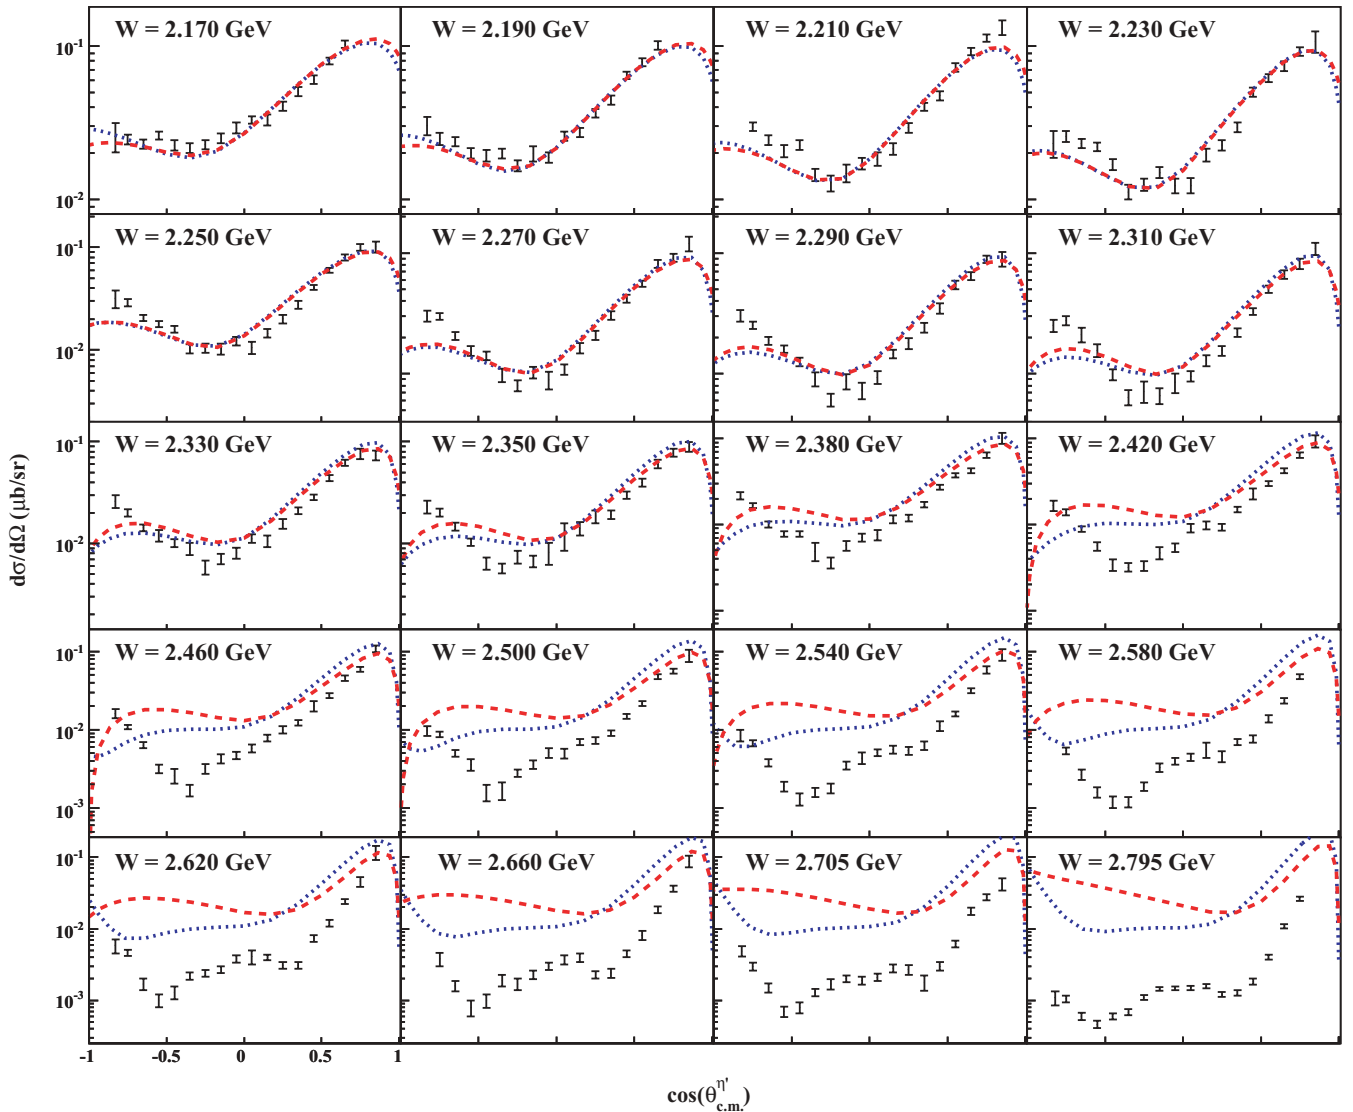 W = 2.170 GeV
W = 2.190 GeV
W = 2.210 GeV
W = 2.230 GeV
10⁻¹
10⁻²
W = 2.250 GeV
W = 2.270 GeV
W = 2.290 GeV
W = 2.310 GeV
10⁻¹
10⁻²
W = 2.330 GeV
W = 2.350 GeV
W = 2.380 GeV
W = 2.420 GeV
10⁻¹
10⁻²
dσ/dΩ (μb/sr)
W = 2.460 GeV
W = 2.500 GeV
W = 2.540 GeV
W = 2.580 GeV
10⁻¹
10⁻²
10⁻³
W = 2.620 GeV
W = 2.660 GeV
W = 2.705 GeV
W = 2.795 GeV
10⁻¹
10⁻²
10⁻³
-1 -0.5 0 0.5 1
cos(θ^η'_c.m.)